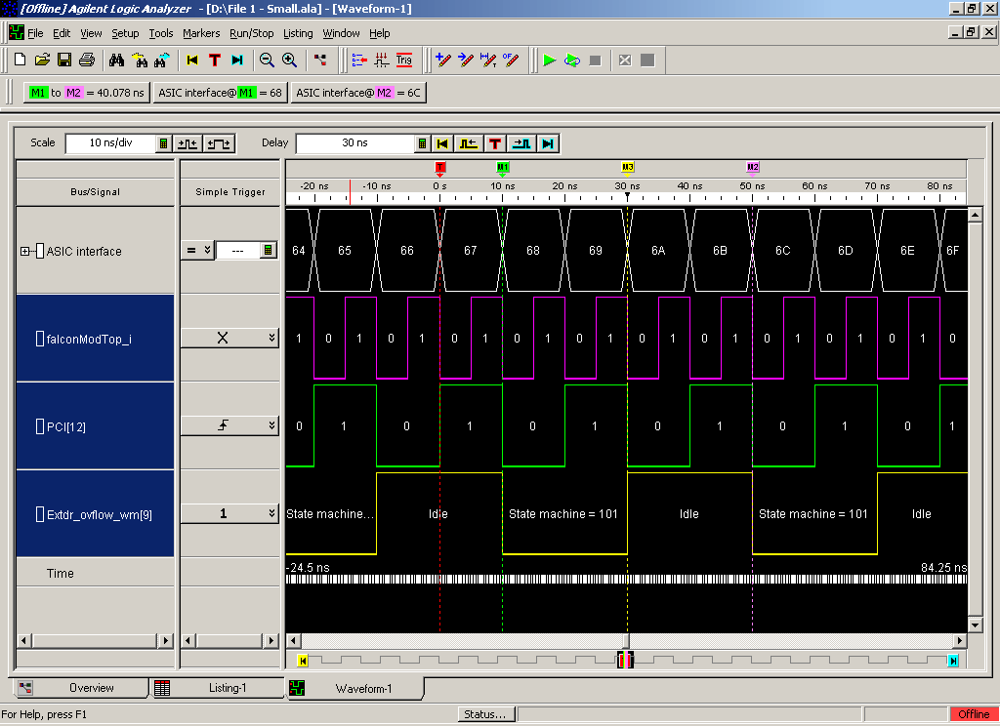 [Offline] Agilent Logic Analyzer - [D:\File 1 - Small.ala] - [Waveform-1]
File Edit View Setup Tools Markers Run/Stop Listing Window Help
T Trig
M1 to M2 = 40.078 ns ASIC interface@ M1 = 68 ASIC interface@ M2 = 6C
Scale 10 ns/div Delay 30 ns T
T M1 M3 M2
Bus/Signal Simple Trigger -20 ns -10 ns 0 s 10 ns 20 ns 30 ns 40 ns 50 ns 60 ns 70 ns 80 ns
ASIC interface = --- 64 65 66 67 68 69 6A 6B 6C 6D 6E 6F
falconModTop_i X 1 0 1 0 1 0 1 0 1 0 1 0 1 0 1 0 1 0 1 0 1 0
PCI[12] 0 1 0 1 0 1 0 1 0 1 0 1
Extdr_ovflow_wm[9] 1 State machine... Idle State machine = 101 Idle State machine = 101 Idle
Time -24.5 ns 84.25 ns
Overview Listing-1 Waveform-1
For Help, press F1 Status... Offline